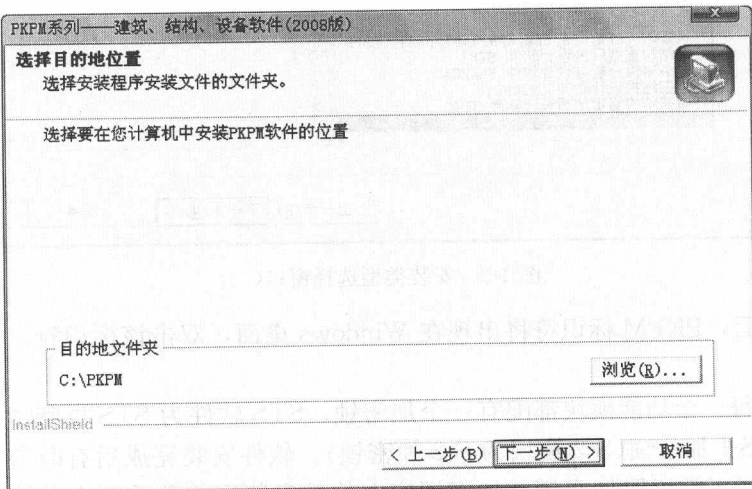 PKPM系列——建筑、结构、设备软件(2008版)
选择目的地位置
选择安装程序安装文件的文件夹。
选择要在您计算机中安装PKPM软件的位置
目的地文件夹
C:\PKPM
浏览(R)...
InstallShield
< 上一步(B)
下一步(N) >
取消